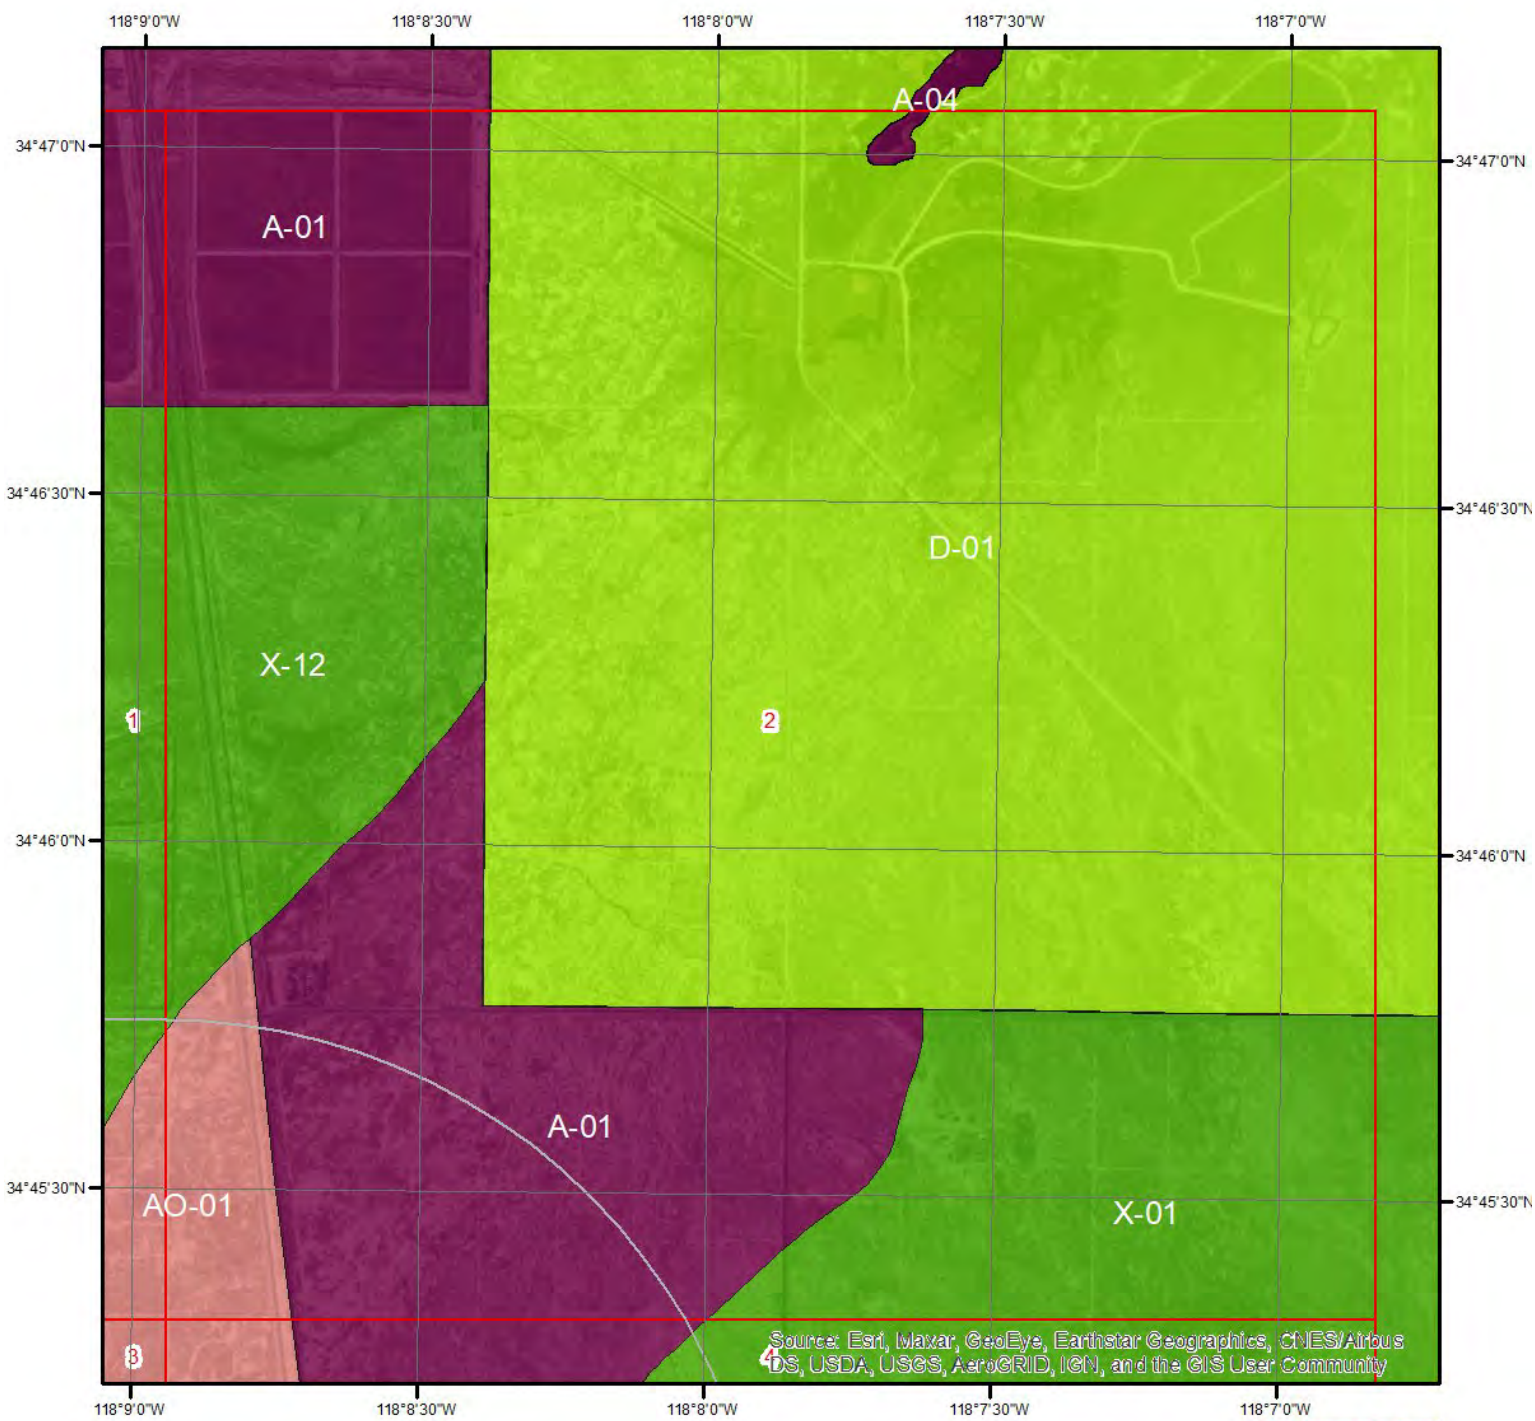 118°9'0"W 118°8'30"W 118°8'0"W 118°7'30"W 118°7'0"W
A-04
34°47'0"N 34°47'0"N
A-01
34°46'30"N 34°46'30"N
D-01
X-12
1 2
34°46'0"N 34°46'0"N
A-01
34°45'30"N 34°45'30"N
AO-01
X-01
Source: Esri, Maxar, GeoEye, Earthstar Geographics, CNES/Airbus
3 4
DS, USDA, USGS, AeroGRID, IGN, and the GIS User Community
118°9'0"W 118°8'30"W 118°8'0"W 118°7'30"W 118°7'0"W